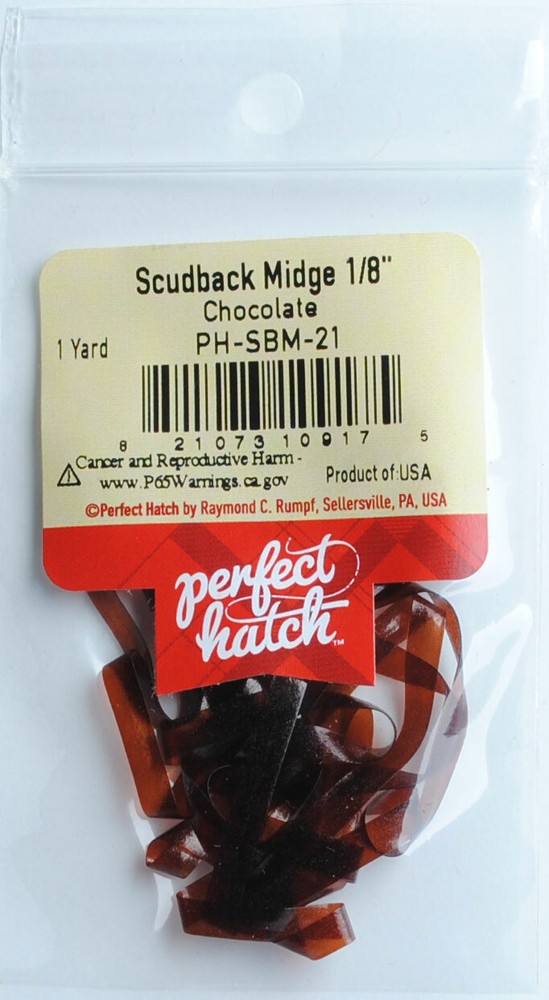 Scudback Midge 1/8"
Chocolate
1 Yard
PH-SBM-21
8 21073 10917 5
⚠ Cancer and Reproductive Harm -
www.P65Warnings.ca.gov
Product of:USA
©Perfect Hatch by Raymond C. Rumpf, Sellersville, PA, USA
perfect
hatch™